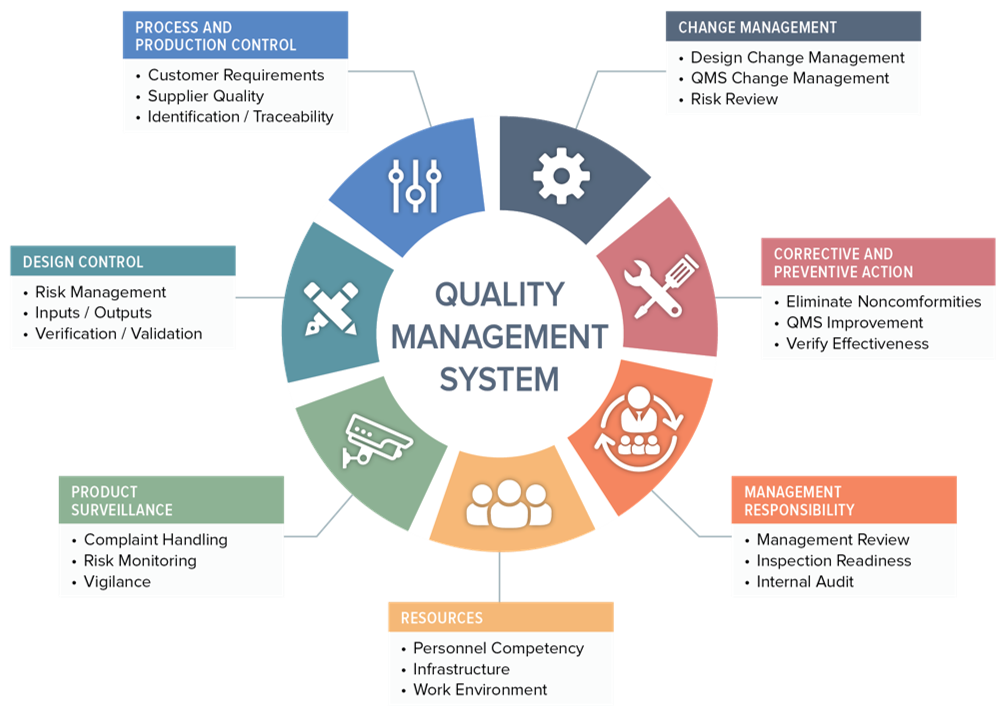 PROCESS AND
PRODUCTION CONTROL
• Customer Requirements
• Supplier Quality
• Identification / Traceability
CHANGE MANAGEMENT
• Design Change Management
• QMS Change Management
• Risk Review
DESIGN CONTROL
• Risk Management
• Inputs / Outputs
• Verification / Validation
QUALITY
MANAGEMENT
SYSTEM
CORRECTIVE AND
PREVENTIVE ACTION
• Eliminate Noncomformities
• QMS Improvement
• Verify Effectiveness
PRODUCT
SURVEILLANCE
• Complaint Handling
• Risk Monitoring
• Vigilance
MANAGEMENT
RESPONSIBILITY
• Management Review
• Inspection Readiness
• Internal Audit
RESOURCES
• Personnel Competency
• Infrastructure
• Work Environment